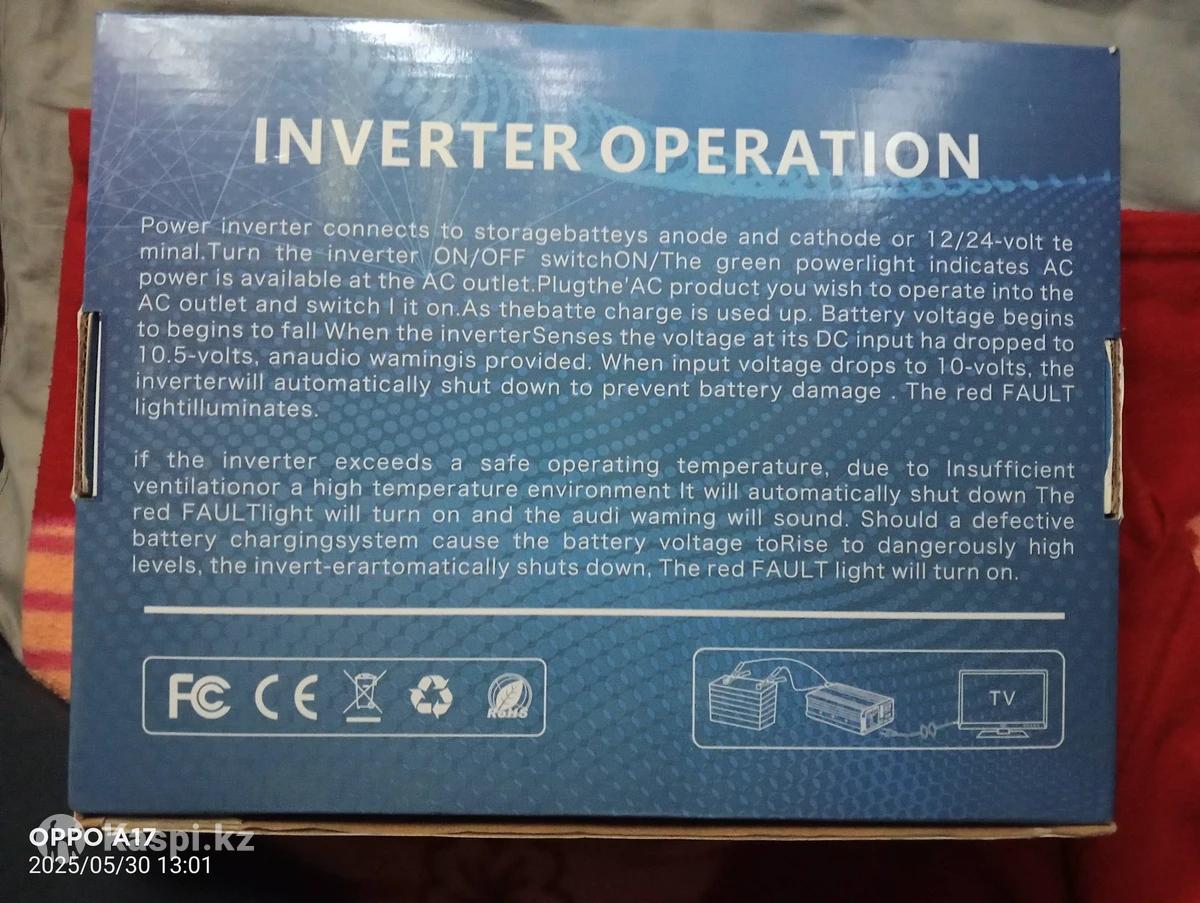 INVERTER OPERATION
Power inverter connects to storagebatteys anode and cathode or 12/24-volt te
minal.Turn the inverter ON/OFF switchON/The green powerlight indicates AC
power is available at the AC outlet.Plugthe'AC product you wish to operate into the
AC outlet and switch I it on.As thebatte charge is used up. Battery voltage begins
to begins to fall When the inverterSenses the voltage at its DC input ha dropped to
10.5-volts, anaudio wamingis provided. When input voltage drops to 10-volts, the
inverterwill automatically shut down to prevent battery damage . The red FAULT
lightilluminates.
if the inverter exceeds a safe operating temperature, due to Insufficient
ventilationor a high temperature environment It will automatically shut down The
red FAULTlight will turn on and the audi waming will sound. Should a defective
battery chargingsystem cause the battery voltage toRise to dangerously high
levels, the invert-erartomatically shuts down, The red FAULT light will turn on.
FC CE RoHS
TV
OPPO A17
Kaspi.kz
2025/05/30 13:01